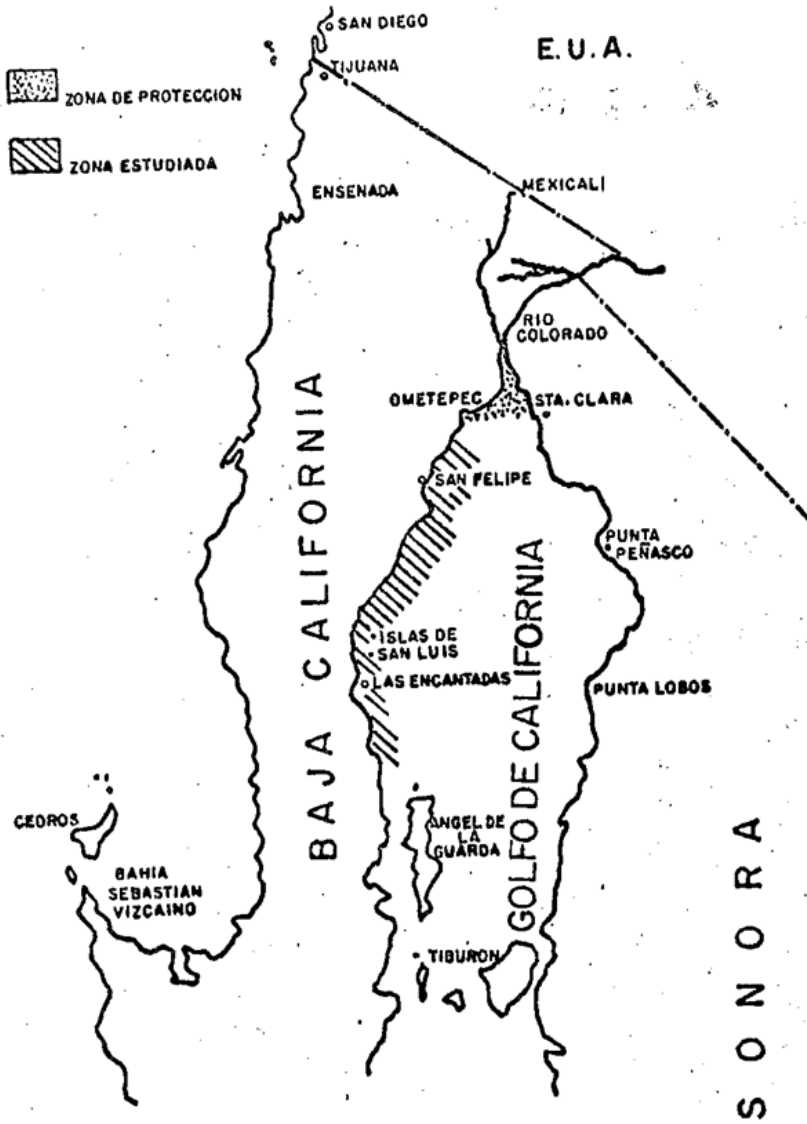 SAN DIEGO
E.U.A.
TIJUANA
ZONA DE PROTECCION
ZONA ESTUDIADA
ENSENADA
MEXICALI
RIO
COLORADO
OMETEPEC
STA. CLARA
SAN FELIPE
PUNTA
PEÑASCO
BAJA CALIFORNIA
GOLFO DE CALIFORNIA
ISLAS DE
SAN LUIS
LAS ENCANTADAS
PUNTA LOBOS
CEDROS
ANGEL DE
LA
GUARDA
BAHIA
SEBASTIAN
VIZCAINO
TIBURON
SONORA